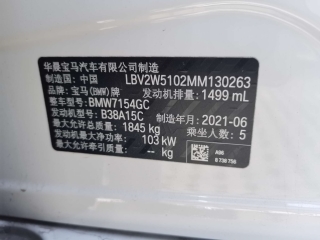 华晨宝马汽车有限公司制造
制造国: 中国 LBV2W5102MM130263
品牌: 宝马(BMW)牌 发动机排量: 1499 mL
整车型号: BMW7154GC
发动机型号: B38A15C 制造年月: 2021-06
最大允许总质量: 1845 kg 乘坐人数: 5
发动机最大净功率: 103 kW
最大允许牵引质量: -- kg
A96
8 738 756